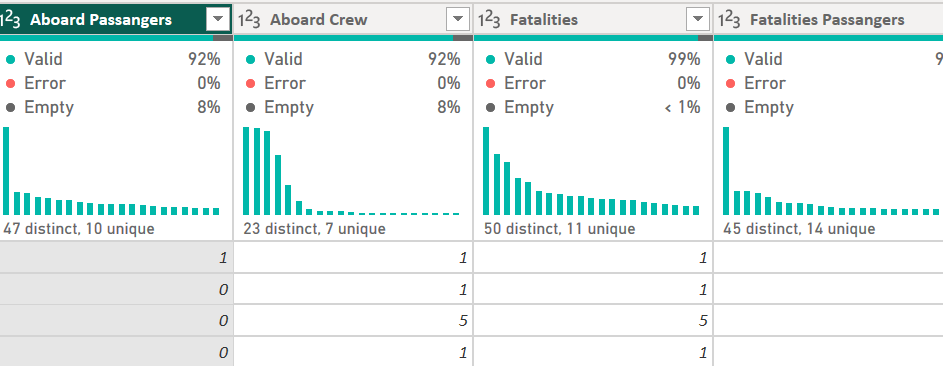 123 Aboard Passangers 123 Aboard Crew 123 Fatalities 123 Fatalities Passangers
Valid 92% Valid 92% Valid 99% Valid 9
Error 0% Error 0% Error 0% Error
Empty 8% Empty 8% Empty < 1% Empty
47 distinct, 10 unique 23 distinct, 7 unique 50 distinct, 11 unique 45 distinct, 14 unique
1 1 1
0 1 1
0 5 5
0 1 1